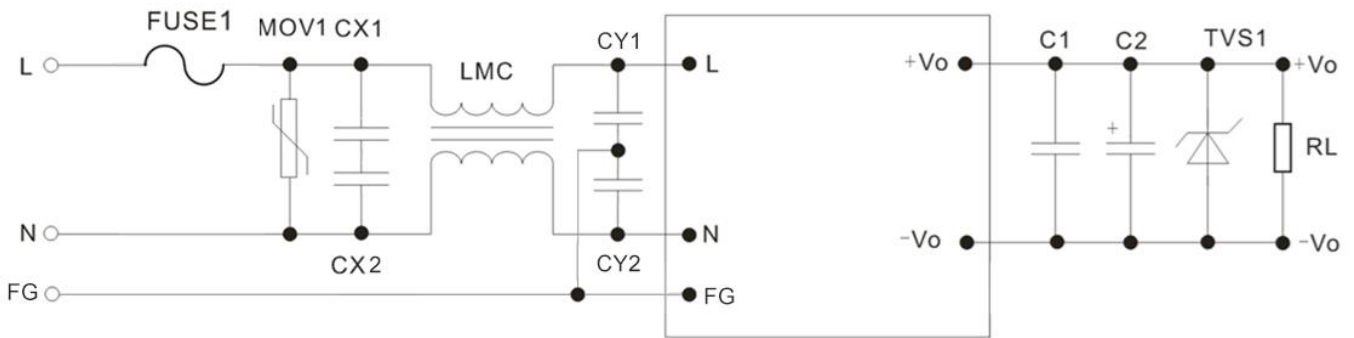 FUSE1 MOV1 CX1 LMC CY1 C1 C2 TVS1
L L +Vo +Vo
+
RL
N N -Vo -Vo
CX2 CY2
FG FG